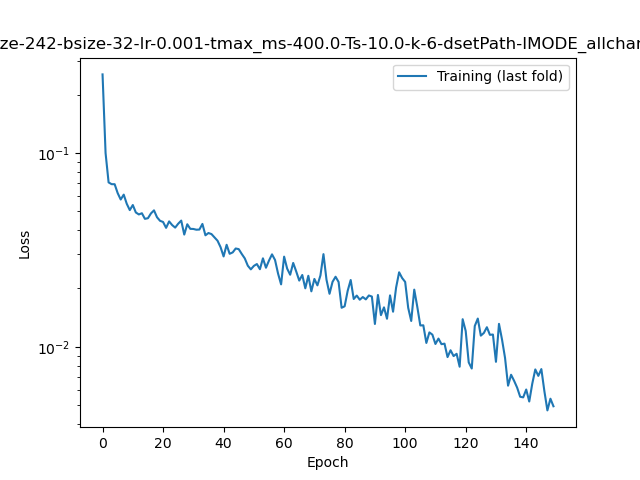 ze-242-bsize-32-lr-0.001-tmax_ms-400.0-Ts-10.0-k-6-dsetPath-IMODE_allchar
Training (last fold)
10⁻¹
10⁻²
Loss
0 20 40 60 80 100 120 140
Epoch